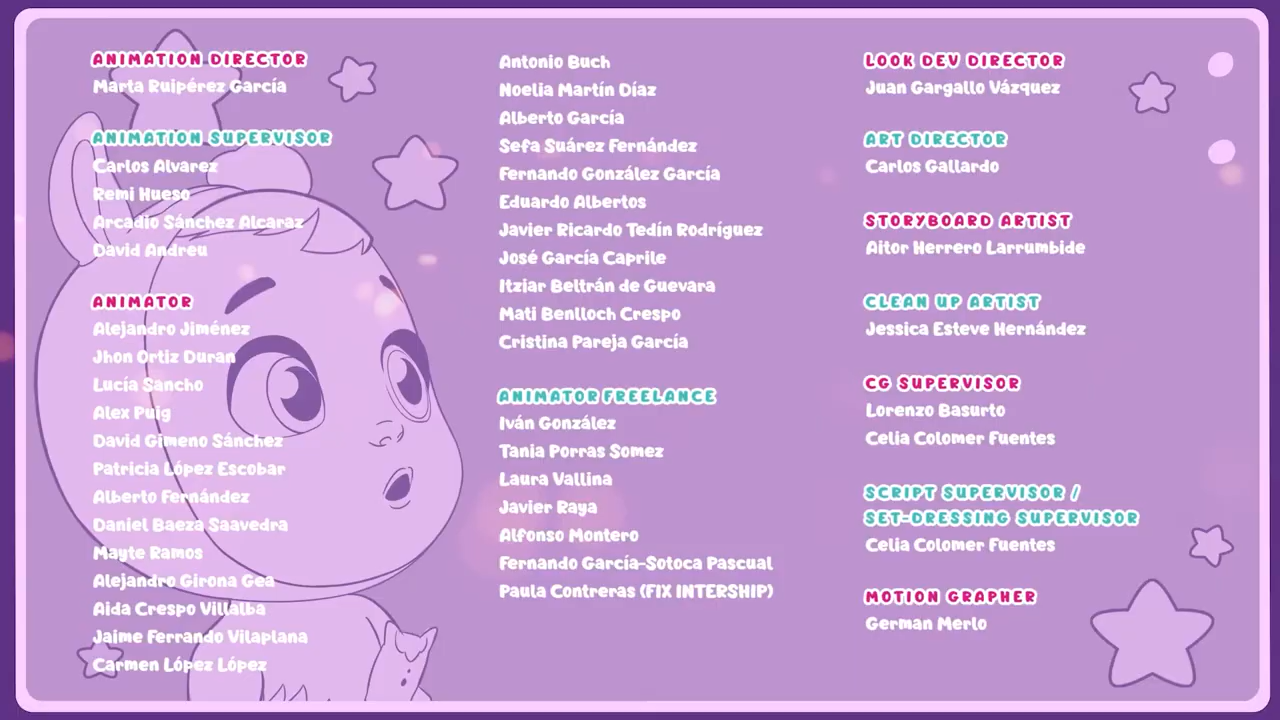 ANIMATION DIRECTOR
Marta Ruipérez García
ANIMATION SUPERVISOR
Carlos Alvarez
Remi Hueso
Arcadio Sánchez Alcaraz
David Andreu
ANIMATOR
Alejandro Jiménez
Jhon Ortiz Duran
Lucía Sancho
Alex Puig
David Gimeno Sánchez
Patricia López Escobar
Alberto Fernández
Daniel Baeza Saavedra
Mayte Ramos
Alejandro Girona Gea
Aida Crespo Villalba
Jaime Ferrando Vilaplana
Carmen López López
Antonio Buch
Noelia Martín Díaz
Alberto García
Sefa Suárez Fernández
Fernando González García
Eduardo Albertos
Javier Ricardo Tedín Rodríguez
José García Caprile
Itziar Beltrán de Guevara
Mati Benlloch Crespo
Cristina Pareja García
ANIMATOR FREELANCE
Iván González
Tania Porras Somez
Laura Vallina
Javier Raya
Alfonso Montero
Fernando García-Sotoca Pascual
Paula Contreras (FIX INTERSHIP)
LOOK DEV DIRECTOR
Juan Gargallo Vázquez
ART DIRECTOR
Carlos Gallardo
STORYBOARD ARTIST
Aitor Herrero Larrumbide
CLEAN UP ARTIST
Jessica Esteve Hernández
CG SUPERVISOR
Lorenzo Basurto
Celia Colomer Fuentes
SCRIPT SUPERVISOR /
SET-DRESSING SUPERVISOR
Celia Colomer Fuentes
MOTION GRAPHER
German Merlo